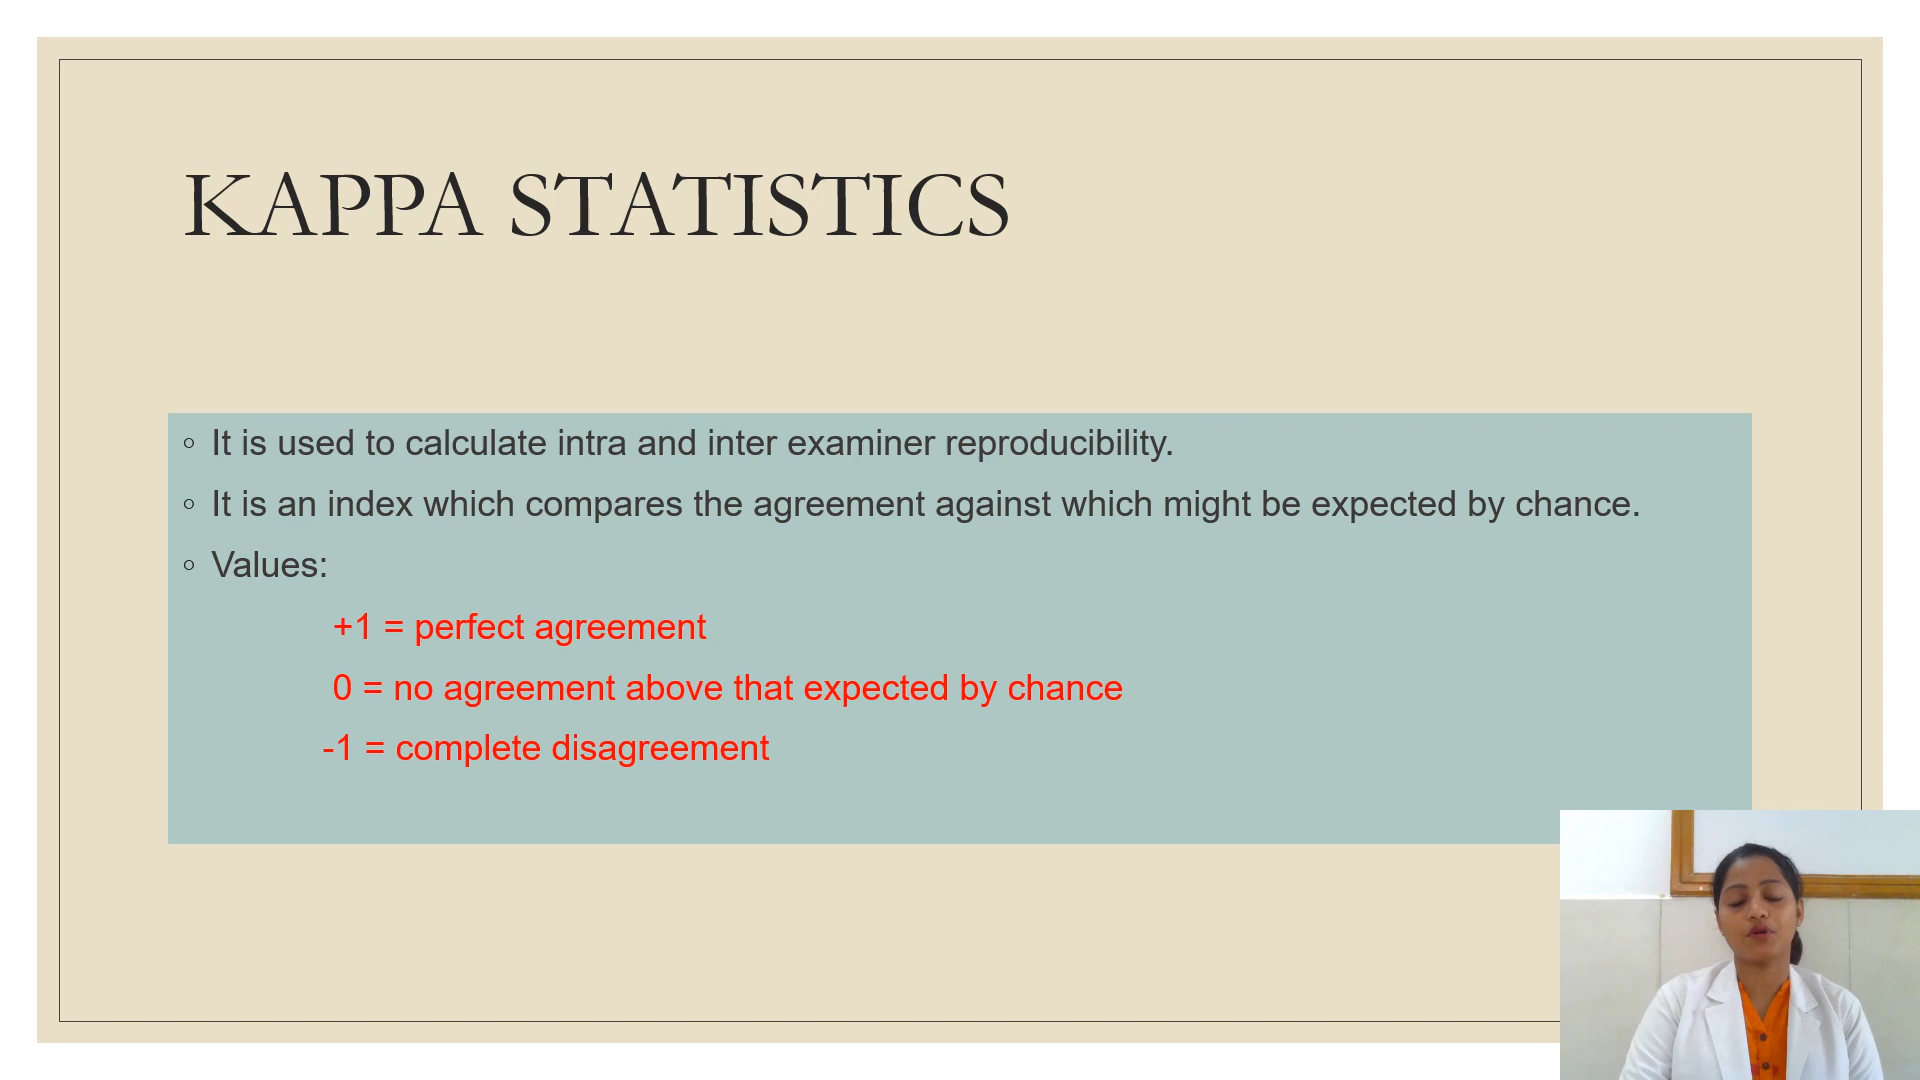 KAPPA STATISTICS
◦ It is used to calculate intra and inter examiner reproducibility.
◦ It is an index which compares the agreement against which might be expected by chance.
◦ Values:
+1 = perfect agreement
0 = no agreement above that expected by chance
-1 = complete disagreement